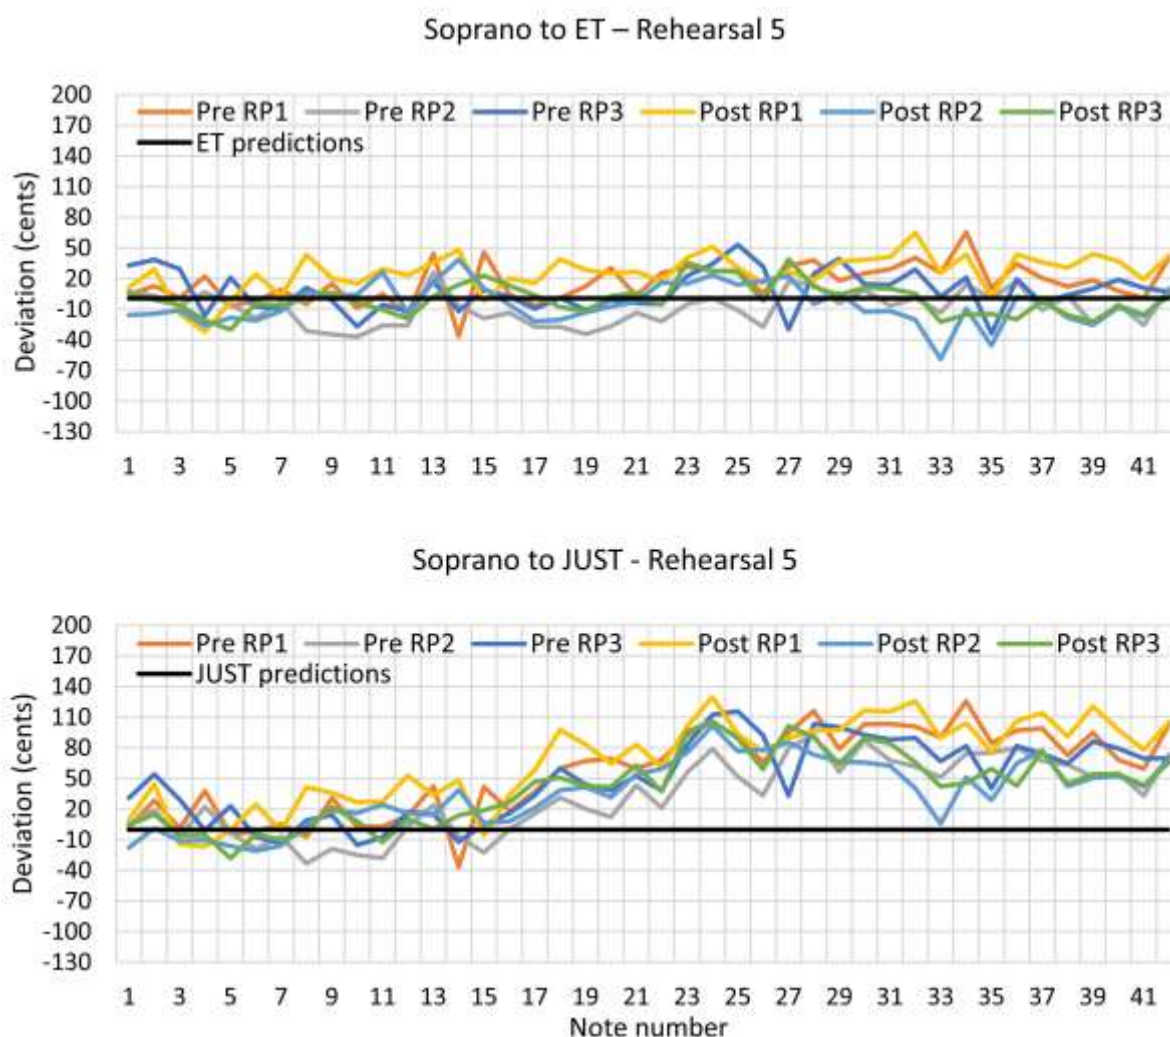 Soprano to ET – Rehearsal 5
200
170
140
110
80
50
20
-10
-40
-70
-100
-130
Deviation (cents)
Pre RP1 Pre RP2 Pre RP3 Post RP1 Post RP2 Post RP3
ET predictions
1 3 5 7 9 11 13 15 17 19 21 23 25 27 29 31 33 35 37 39 41
Soprano to JUST - Rehearsal 5
200
170
140
110
80
50
20
-10
-40
-70
-100
-130
Deviation (cents)
Pre RP1 Pre RP2 Pre RP3 Post RP1 Post RP2 Post RP3
JUST predictions
1 3 5 7 9 11 13 15 17 19 21 23 25 27 29 31 33 35 37 39 41
Note number